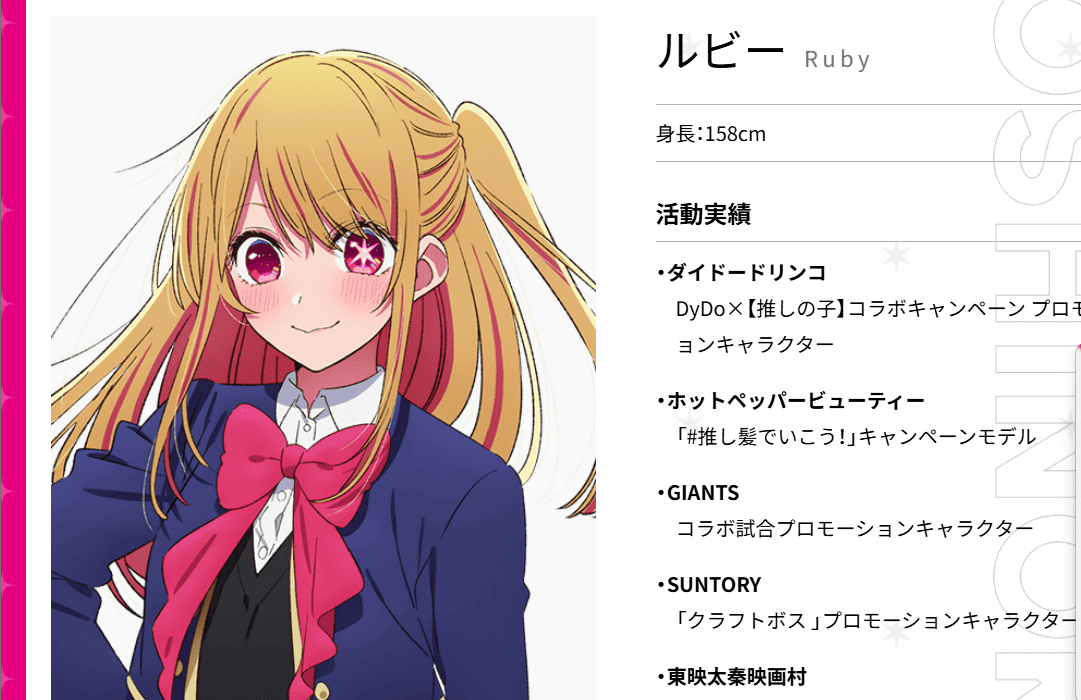 ルビー Ruby
身長：158cm
活動実績
・ダイドードリンコ
DyDo×【推しの子】コラボキャンペーン プロモ
ョンキャラクター
・ホットペッパービューティー
「#推し髪でいこう！」キャンペーンモデル
・GIANTS
コラボ試合プロモーションキャラクター
・SUNTORY
「クラフトボス 」プロモーションキャラクター
・東映太秦映画村